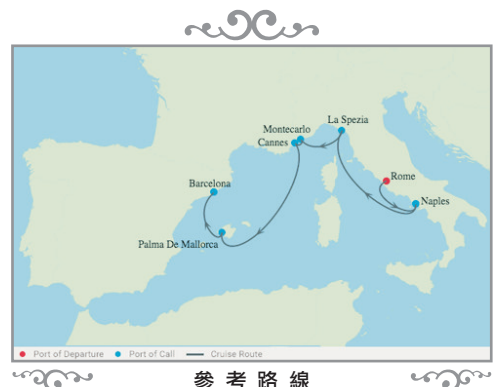 La Spezia
Montecarlo
Cannes
Rome
Barcelona
Naples
Palma De Mallorca
Port of Departure
Port of Call
Cruise Route
參考路線